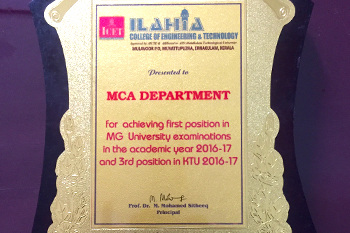 ICET
ILAHIA
COLLEGE OF ENGINEERING & TECHNOLOGY
MULAVOOR P.O, MUVATTUPUZHA, ERNAKULAM, KERALA
Presented to
MCA DEPARTMENT
for achieving first position in
MG University examinations
in the academic year 2016-17
and 3rd position in KTU 2016-17
Prof. Dr. M. Mohamed Sitheeq
Principal